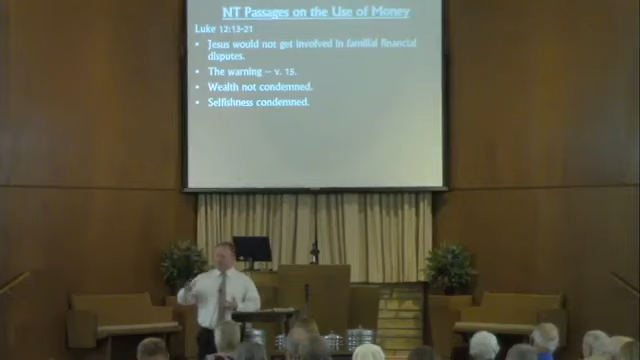 NT Passages on the Use of Money
Luke 12:13-21
• Jesus would not get involved in familial financial
disputes.
• The warning – v. 15.
• Wealth not condemned.
• Selfishness condemned.